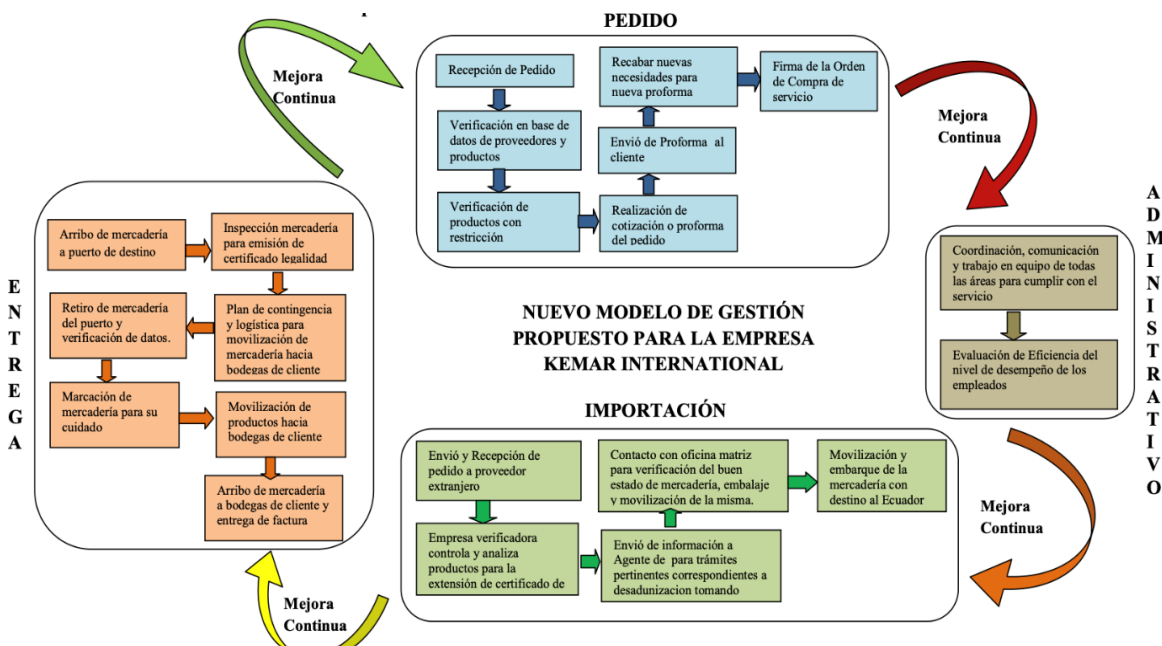 PEDIDO
Mejora
Continua
Recepción de Pedido
Verificación en base de
datos de proveedores y
productos
Verificación de
productos con
restricción
Realización de
cotización o proforma
del pedido
Envió de Proforma al
cliente
Recabar nuevas
necesidades para
nueva proforma
Firma de la Orden
de Compra de
servicio
Mejora
Continua
ADMINISTRATIVO
Coordinación, comunicación
y trabajo en equipo de todas
las áreas para cumplir con el
servicio
Evaluación de Eficiencia del
nivel de desempeño de los
empleados
Mejora
Continua
NUEVO MODELO DE GESTIÓN
PROPUESTO PARA LA EMPRESA
KEMAR INTERNATIONAL
IMPORTACIÓN
Envió y Recepción de
pedido a proveedor
extranjero
Empresa verificadora
controla y analiza
productos para la
extensión de certificado de
Envió de información a
Agente de para trámites
pertinentes correspondientes a
desadunizacion tomando
Contacto con oficina matriz
para verificación del buen
estado de mercadería, embalaje
y movilización de la misma.
Movilización y
embarque de la
mercadería con
destino al Ecuador
Mejora
Continua
ENTREGA
Arribo de mercadería
a puerto de destino
Inspección mercadería
para emisión de
certificado legalidad
Plan de contingencia
y logística para
movilización de
mercadería hacia
bodegas de cliente
Retiro de mercadería
del puerto y
verificación de datos.
Marcación de
mercadería para su
cuidado
Movilización de
productos hacia
bodegas de cliente
Arribo de mercadería
a bodegas de cliente y
entrega de factura